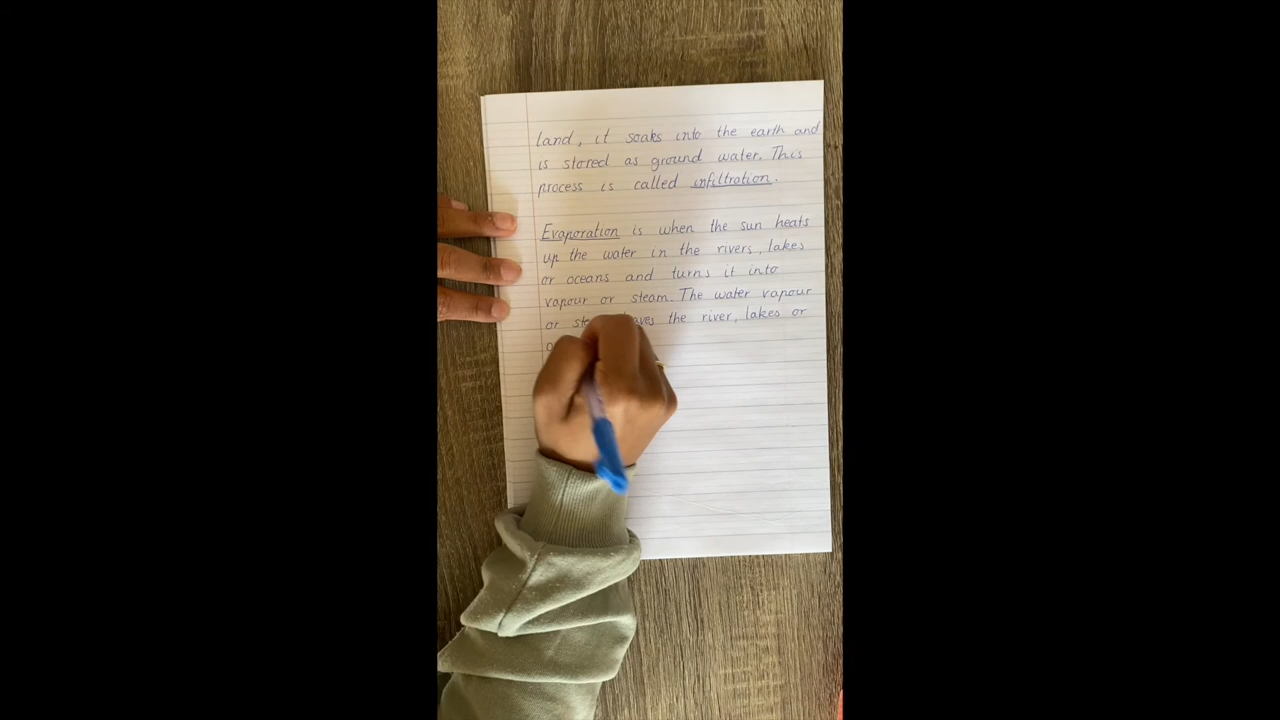 land, it soaks into the earth and
is stored as ground water. This
process is called infiltration.
Evaporation is when the sun heats
up the water in the rivers, lakes
or oceans and turns it into
vapour or steam. The water vapour
or the river, lakes or